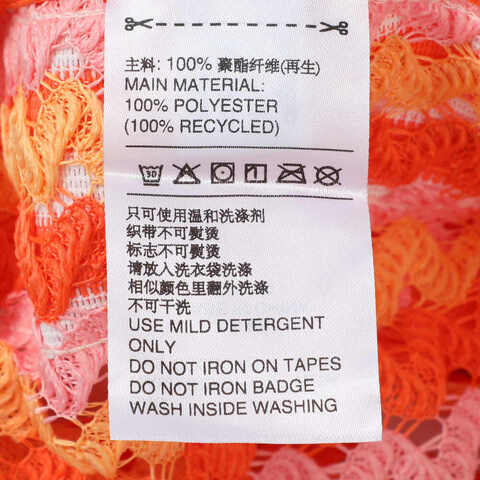 主料: 100% 聚酯纤维(再生)
MAIN MATERIAL:
100% POLYESTER
(100% RECYCLED)
30
只可使用温和洗涤剂
织带不可熨烫
标志不可熨烫
请放入洗衣袋洗涤
相似颜色里翻外洗涤
不可干洗
USE MILD DETERGENT
ONLY
DO NOT IRON ON TAPES
DO NOT IRON BADGE
WASH INSIDE WASHING